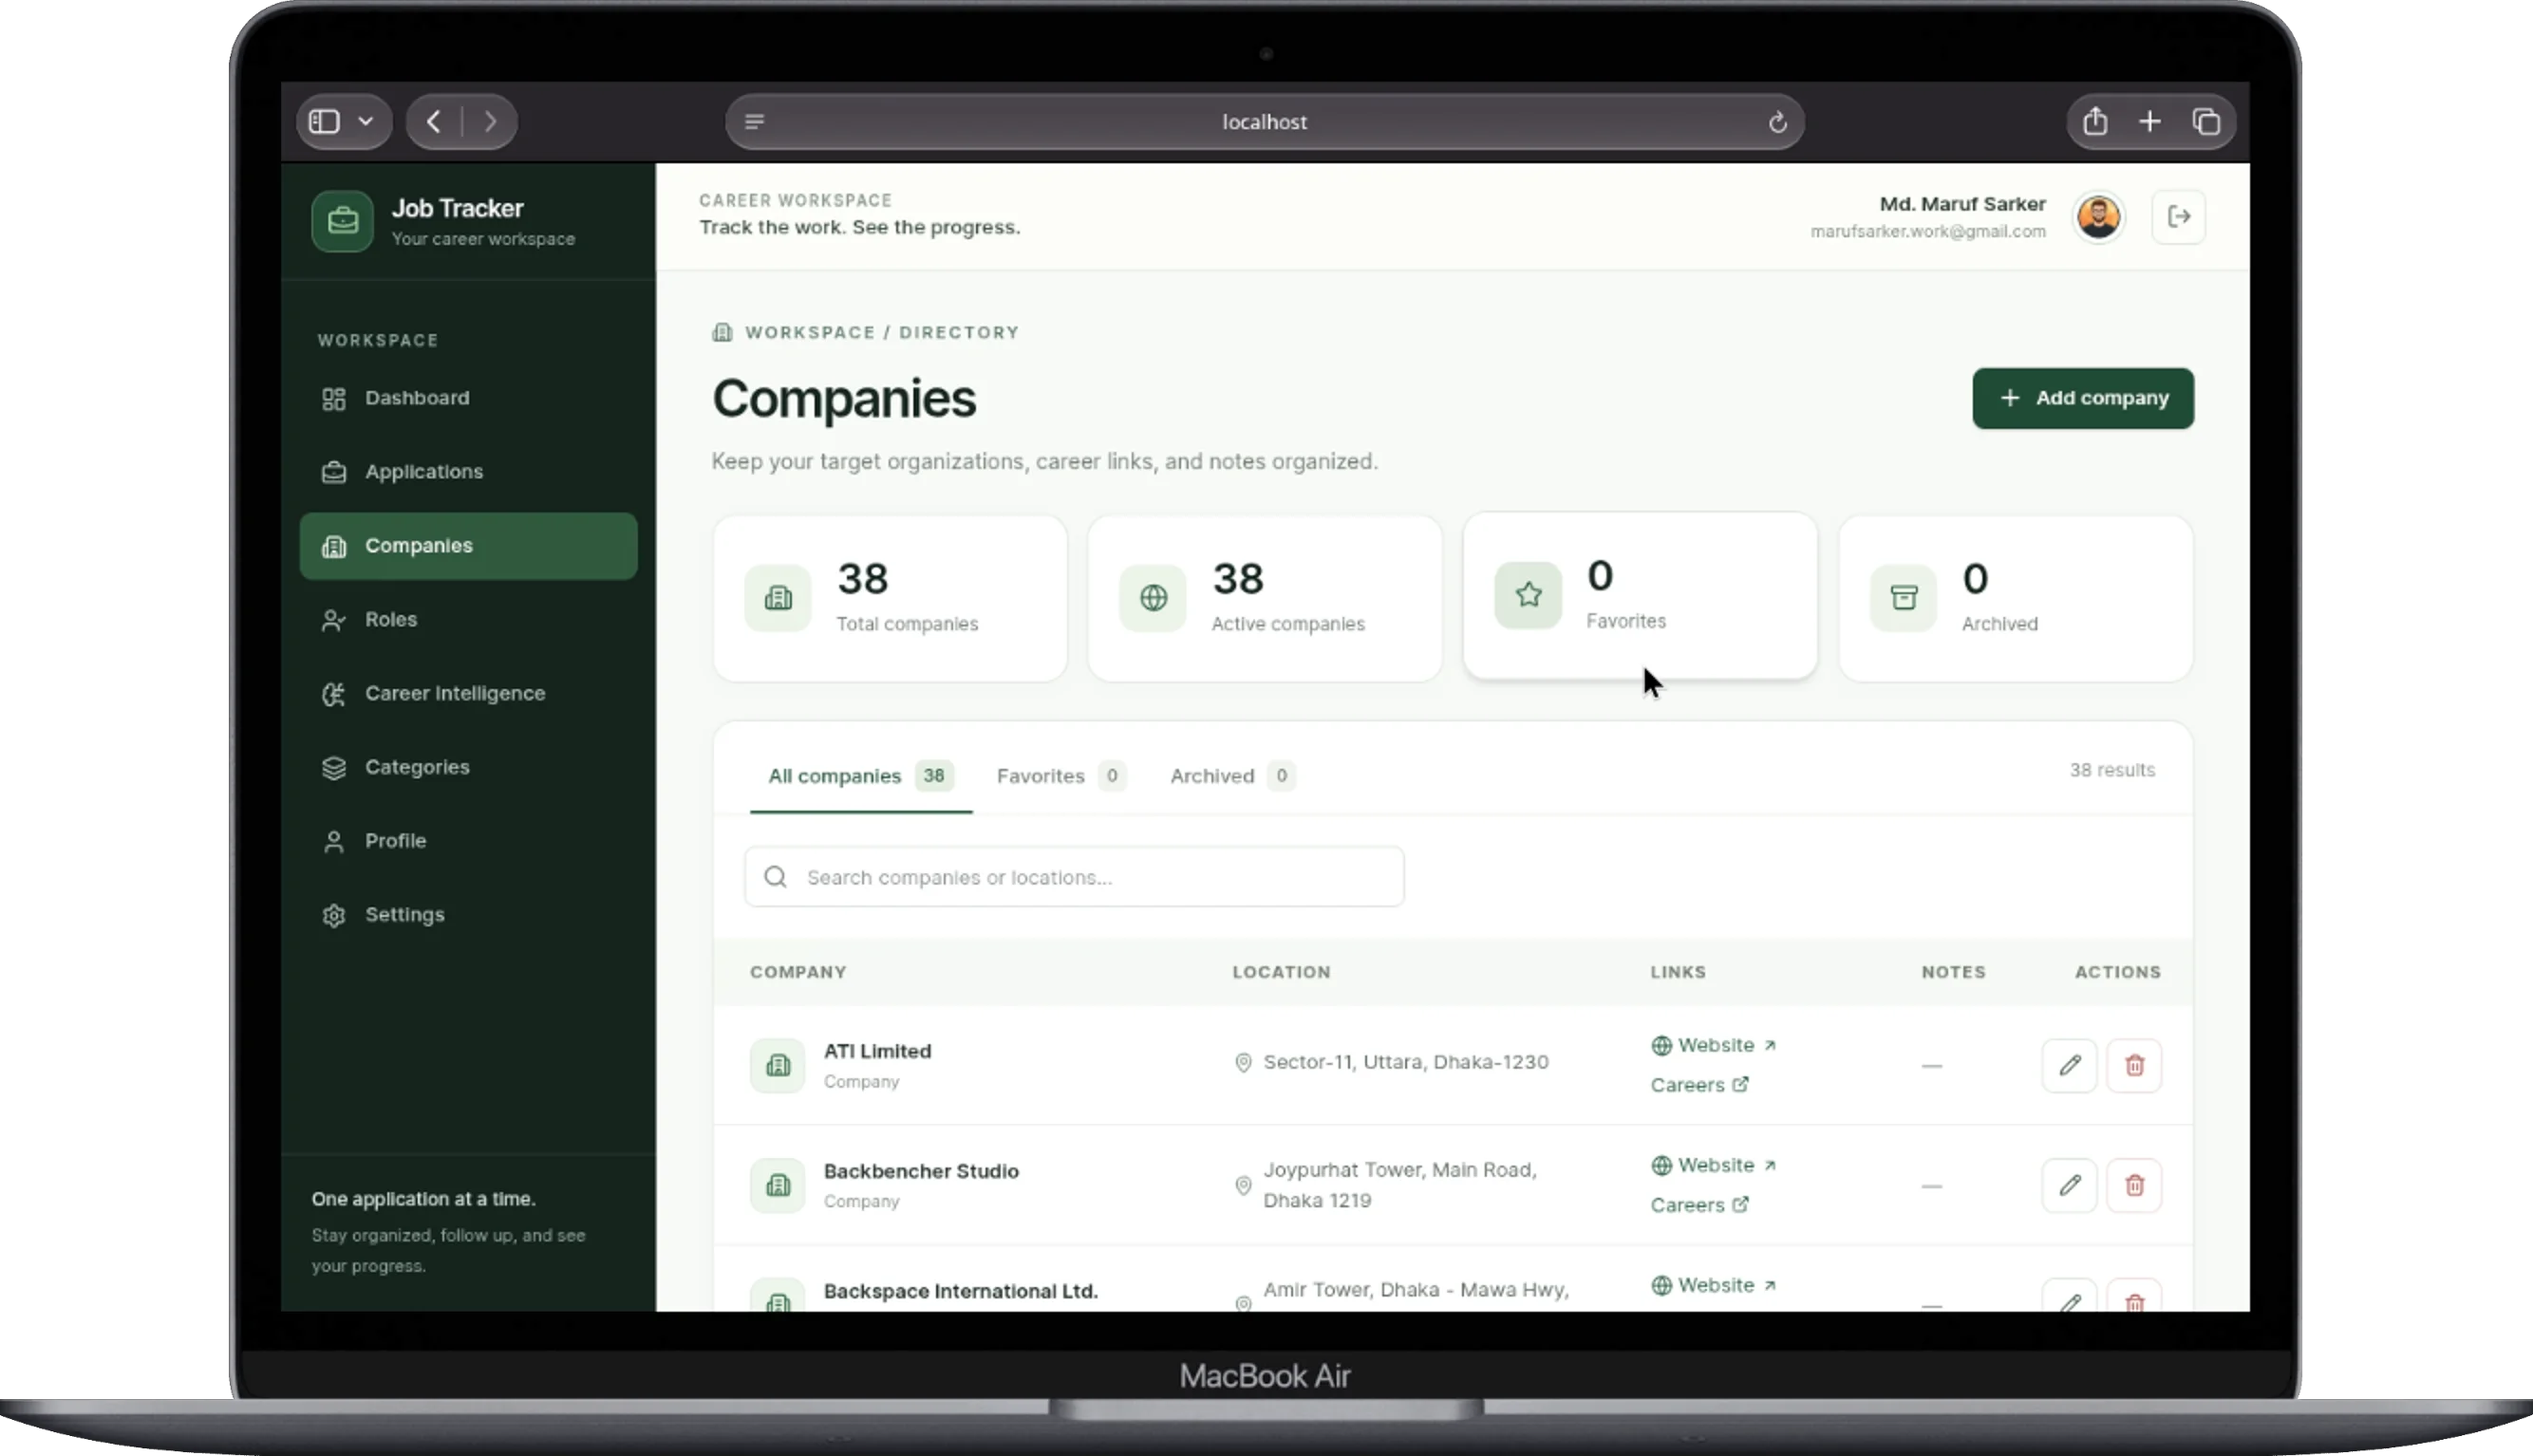 localhost
Job Tracker
Your career workspace
CAREER WORKSPACE
Track the work. See the progress.
Md. Maruf Sarker
marufsarker.work@gmail.com
WORKSPACE
Dashboard
Applications
Companies
Roles
Career Intelligence
Categories
Profile
Settings
One application at a time.
Stay organized, follow up, and see
your progress.
WORKSPACE / DIRECTORY
Companies
Add company
Keep your target organizations, career links, and notes organized.
38
Total companies
38
Active companies
0
Favorites
0
Archived
All companies 38
Favorites 0
Archived 0
38 results
Search companies or locations...
COMPANY LOCATION LINKS NOTES ACTIONS
ATI Limited
Company
Sector-11, Uttara, Dhaka-1230
Website
Careers
—
Backbencher Studio
Company
Joypurhat Tower, Main Road,
Dhaka 1219
Website
Careers
—
Backspace International Ltd.
Amir Tower, Dhaka - Mawa Hwy,
Website
—
MacBook Air